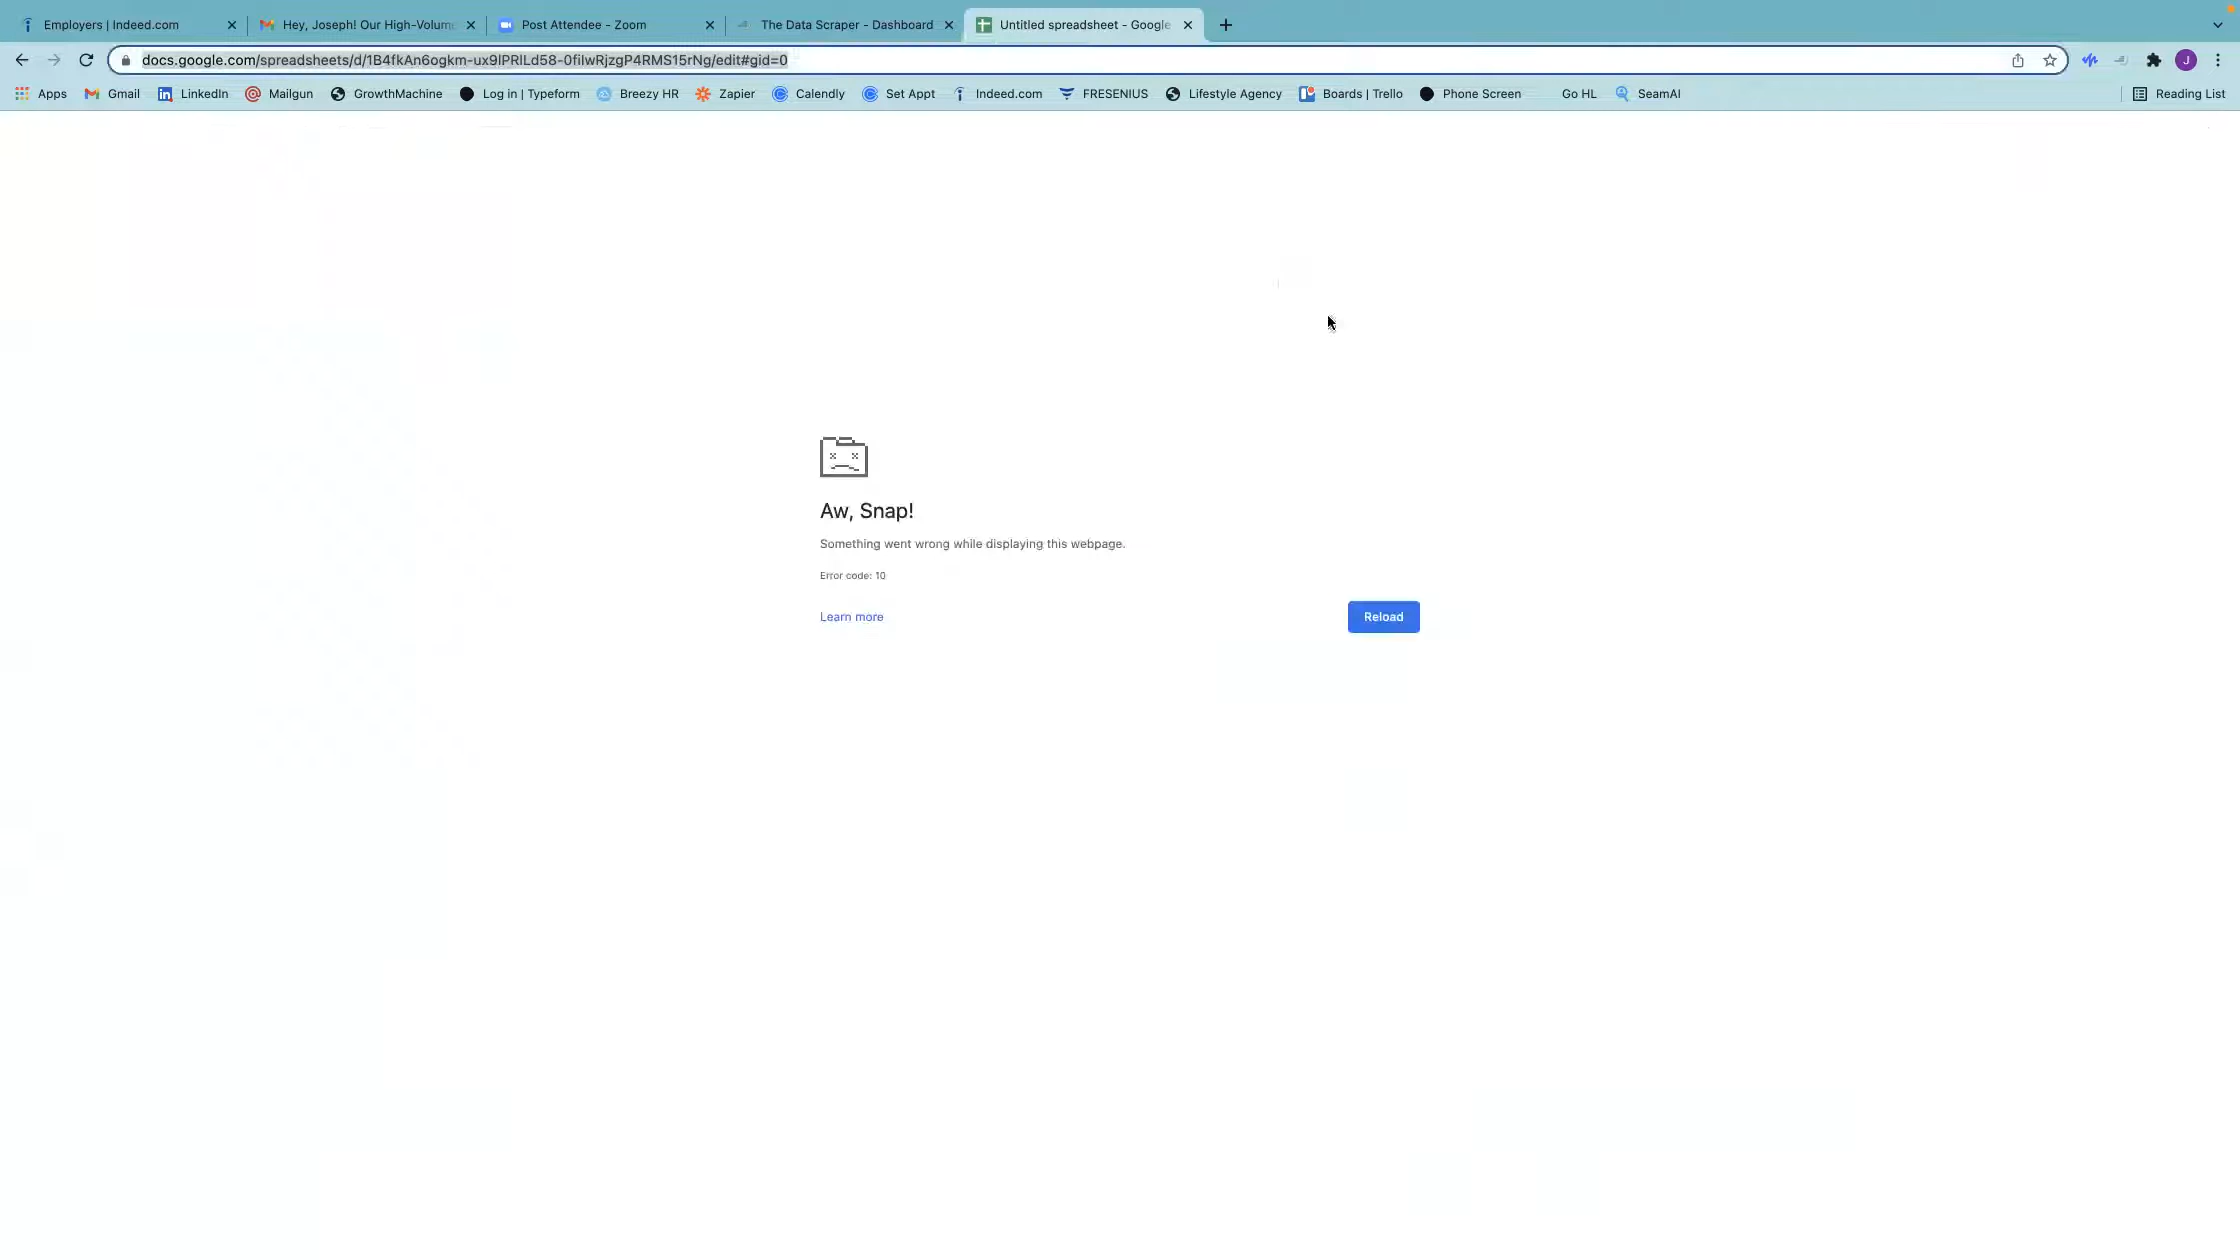 Employers | Indeed.com
Hey, Joseph! Our High-Volum
Post Attendee - Zoom
The Data Scraper - Dashboard
Untitled spreadsheet - Google
docs.google.com/spreadsheets/d/1B4fkAn6ogkm-ux9lPRlLd58-0filwRjzgP4RMS15rNg/edit#gid=0
J
Apps
Gmail
LinkedIn
Mailgun
GrowthMachine
Log in | Typeform
Breezy HR
Zapier
Calendly
Set Appt
Indeed.com
FRESENIUS
Lifestyle Agency
Boards | Trello
Phone Screen
Go HL
SeamAI
Reading List
Aw, Snap!
Something went wrong while displaying this webpage.
Error code: 10
Learn more
Reload